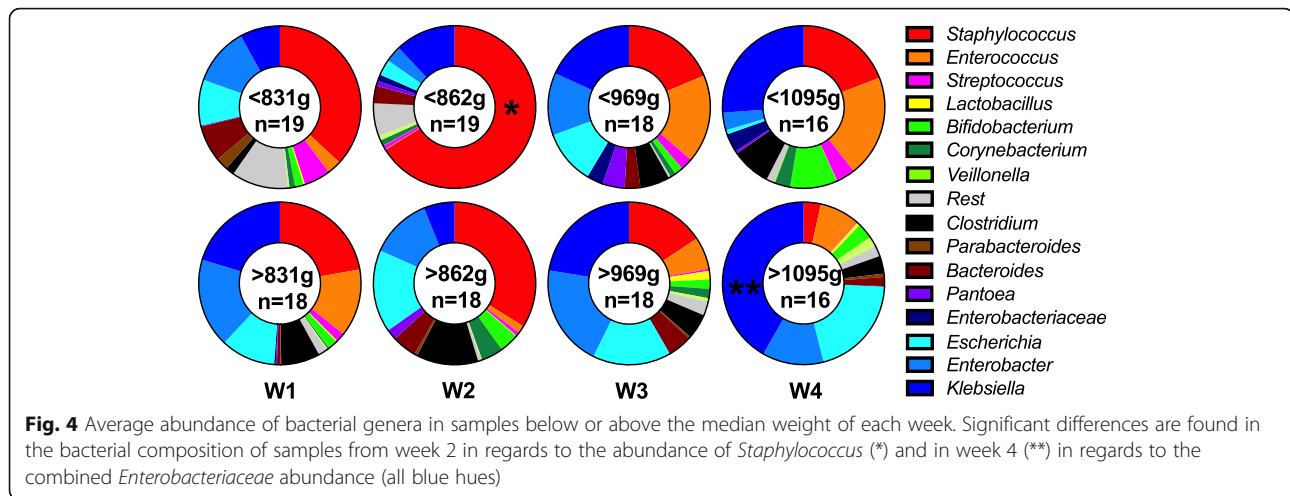 <831g
n=19
<862g
n=19
*
<969g
n=18
<1095g
n=16
>831g
n=18
>862g
n=18
>969g
n=18
>1095g
n=16
**
W1
W2
W3
W4
Staphylococcus
Enterococcus
Streptococcus
Lactobacillus
Bifidobacterium
Corynebacterium
Veillonella
Rest
Clostridium
Parabacteroides
Bacteroides
Pantoea
Enterobacteriaceae
Escherichia
Enterobacter
Klebsiella
Fig. 4 Average abundance of bacterial genera in samples below or above the median weight of each week. Significant differences are found in
the bacterial composition of samples from week 2 in regards to the abundance of Staphylococcus (*) and in week 4 (**) in regards to the
combined Enterobacteriaceae abundance (all blue hues)